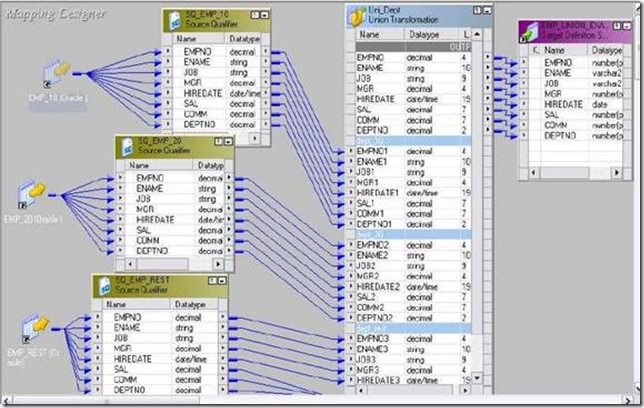 Mapping Designer
EMP_10 (Oracle)
SQ_EMP_10
Source Qualifier
Name Datatype
EMPNO decimal
ENAME string
JOB string
MGR decimal
HIREDATE date/time
SAL decimal
COMM decimal
DEPTNO decimal
EMP_20 (Oracle)
SQ_EMP_20
Source Qualifier
Name Datatyp
EMPNO decimal
ENAME string
JOB string
MGR decimal
HIREDATE date/tim
SAL decimal
COMM decimal
DEPTNO decimal
EMP_REST (Or
acle)
SQ_EMP_REST
Source Qualifier
Name Datatype
EMPNO decimal
ENAME string
JOB string
MGR decimal
HIREDATE date/time
SAL decimal
COMM decimal
DEPTNO decimal
Uni_Dept
Union Transformation
Name Datatype L
OUTP
EMPNO decimal 4
ENAME string 10
JOB string 9
MGR decimal 4
HIREDATE date/time 19
SAL decimal 7
COMM decimal 7
DEPTNO decimal 2
dept_10
EMPNO1 decimal 4
ENAME1 string 10
JOB1 string 9
MGR1 decimal 4
HIREDATE1 date/time 19
SAL1 decimal 7
COMM1 decimal 7
DEPTNO1 decimal 2
dept_20
EMPNO2 decimal 4
ENAME2 string 10
JOB2 string 9
MGR2 decimal 4
HIREDATE2 date/time 19
SAL2 decimal 7
COMM2 decimal 7
DEPTNO2 decimal 2
dept_rest
EMPNO3 decimal 4
ENAME3 string 10
JOB3 string 9
MGR3 decimal 4
HIREDATE3 date/time 19
EMP_UNION_EXA...
Target Definition S...
K. Name Datatype
EMPNO number(p
ENAME varchar2
JOB varchar2
MGR number(p
HIREDATE date
SAL number(p
COMM number(p
DEPTNO number(p